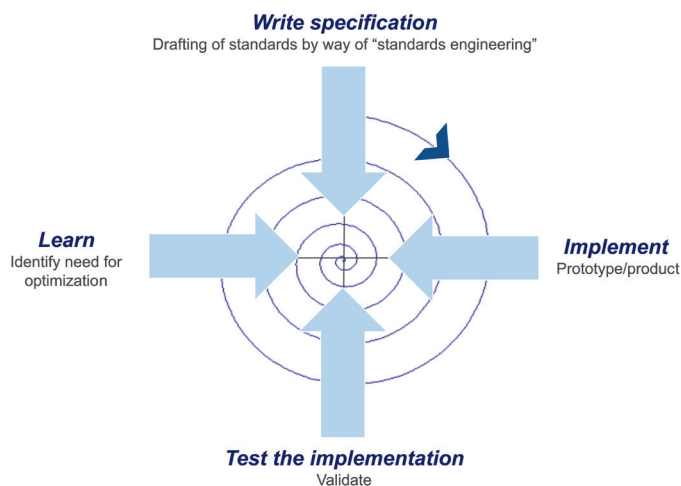 Write specification
Drafting of standards by way of “standards engineering”
Learn
Identify need for
optimization
Implement
Prototype/product
Test the implementation
Validate